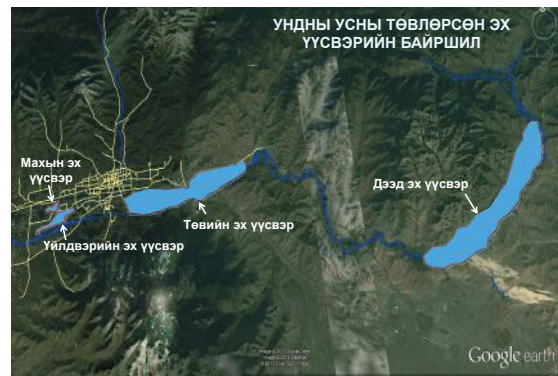 УНДНЫ УСНЫ ТӨВЛӨРСӨН ЭХ
ҮҮСВЭРИЙН БАЙРШИЛ
Махын эх
үүсвэр
Дээд эх үүсвэр
Төвийн эх үүсвэр
Үйлдвэрийн эх үүсвэр
Google earth